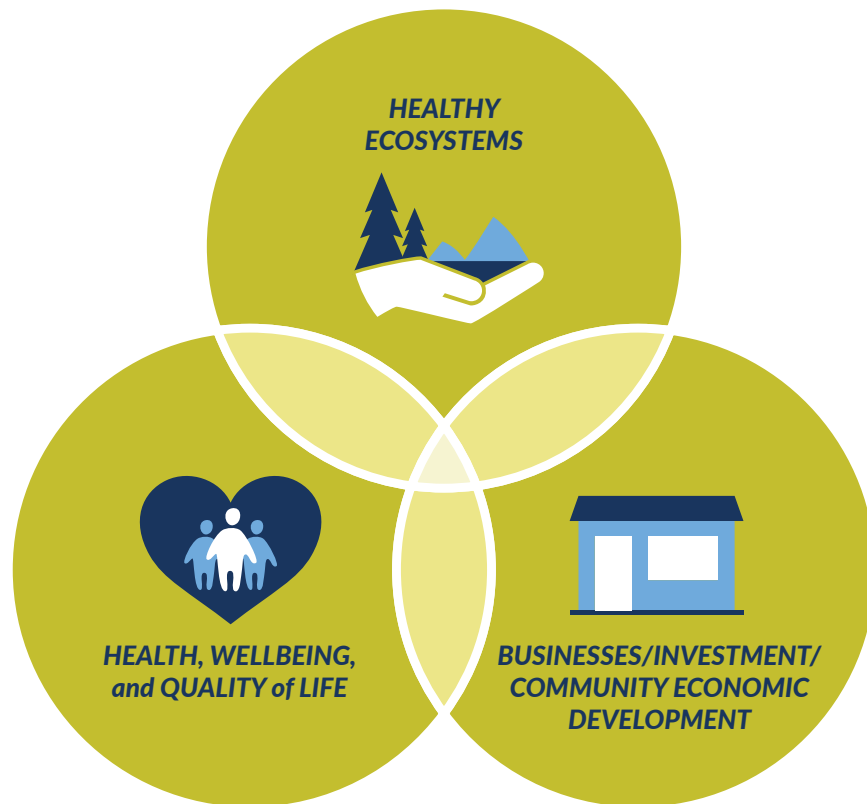 HEALTHY
ECOSYSTEMS
HEALTH, WELLBEING,
and QUALITY of LIFE
BUSINESSES/INVESTMENT/
COMMUNITY ECONOMIC
DEVELOPMENT